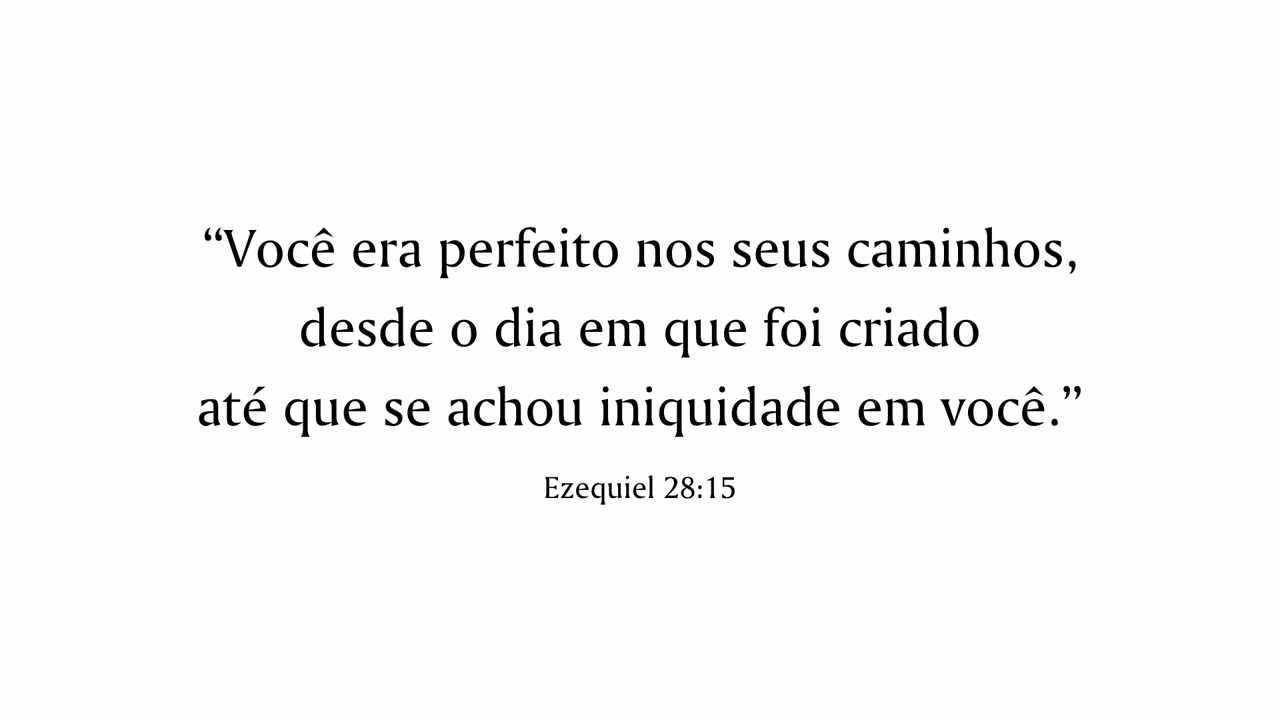 “Você era perfeito nos seus caminhos,
desde o dia em que foi criado
até que se achou iniquidade em você.”
Ezequiel 28:15